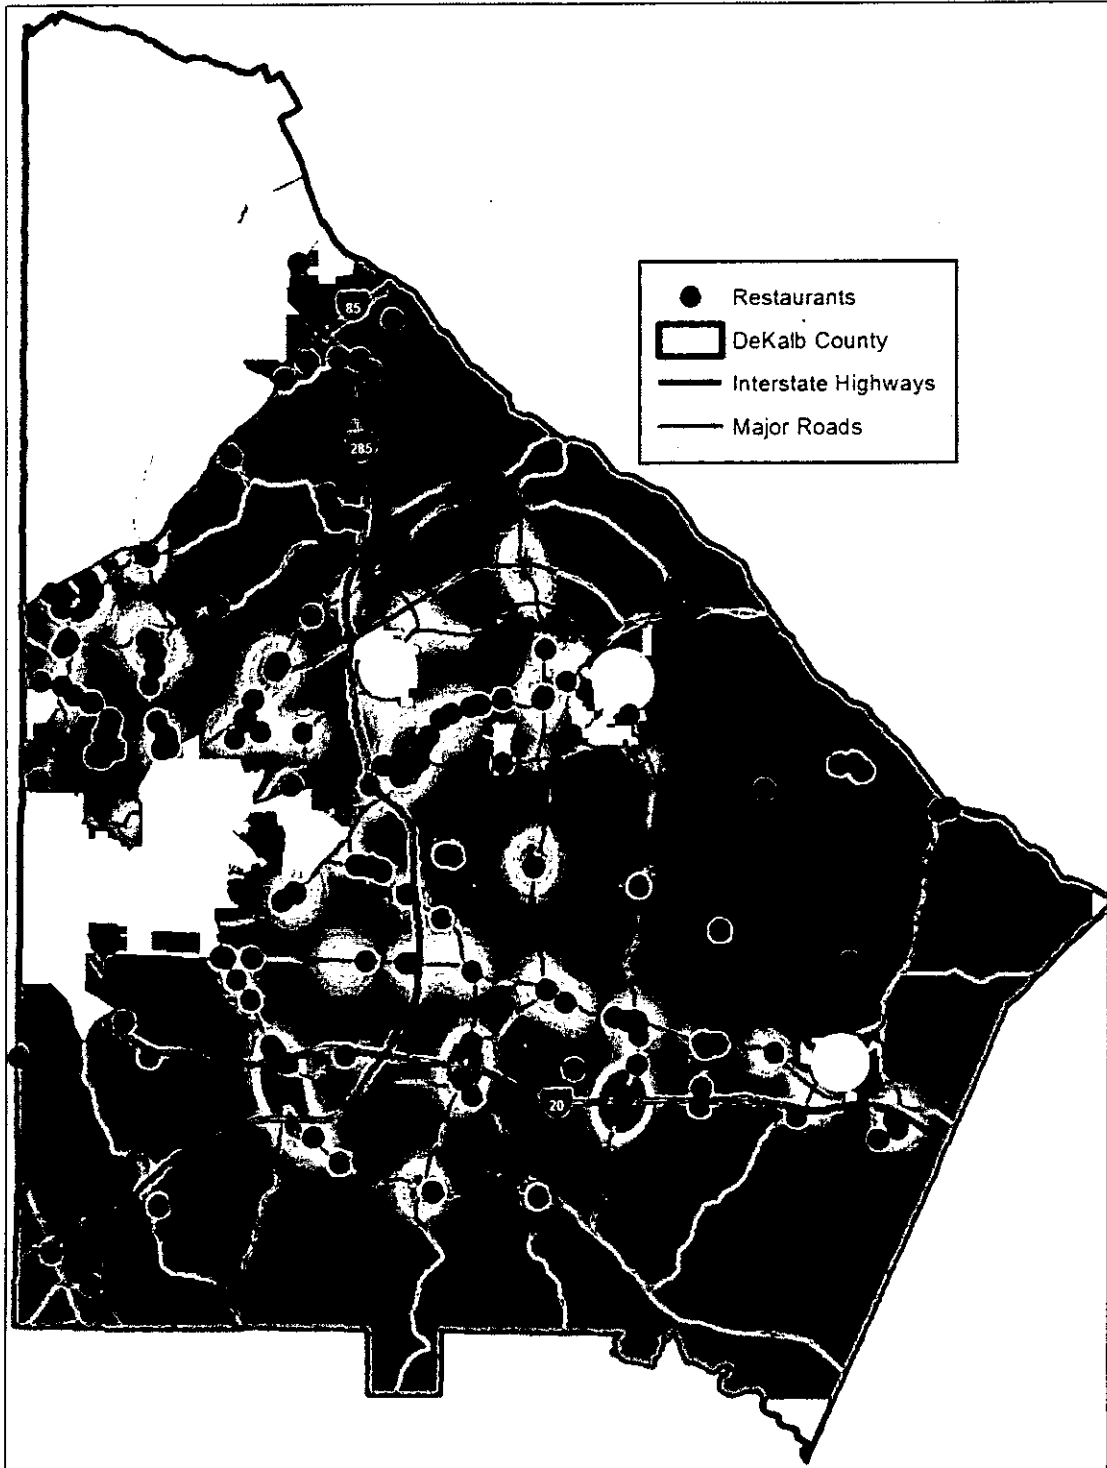 Restaurants
DeKalb County
Interstate Highways
Major Roads
85
285
20